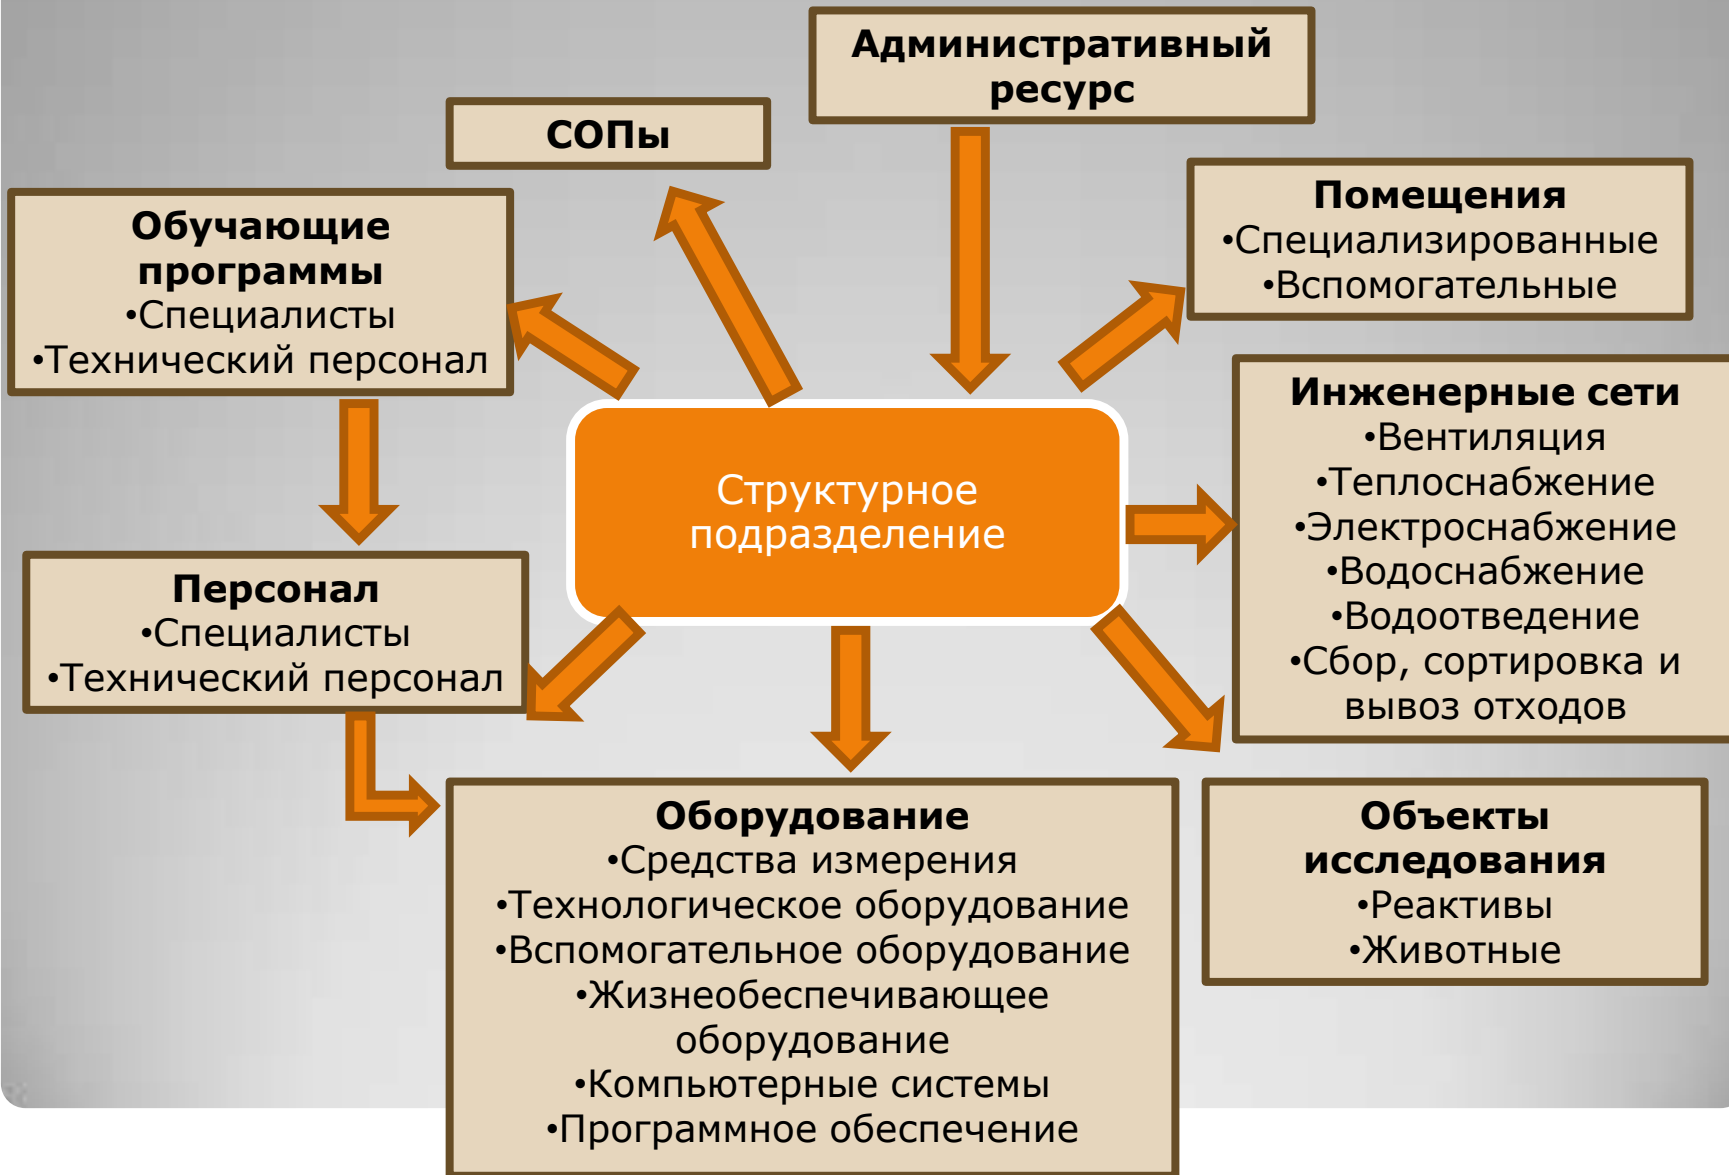 Административный
ресурс
СОПы
Помещения
•Специализированные
•Вспомогательные
Обучающие
программы
•Специалисты
•Технический персонал
Инженерные сети
•Вентиляция
•Теплоснабжение
•Электроснабжение
•Водоснабжение
•Водоотведение
•Сбор, сортировка и
вывоз отходов
Структурное
подразделение
Персонал
•Специалисты
•Технический персонал
Оборудование
•Средства измерения
•Технологическое оборудование
•Вспомогательное оборудование
•Жизнеобеспечивающее
оборудование
•Компьютерные системы
•Программное обеспечение
Объекты
исследования
•Реактивы
•Животные